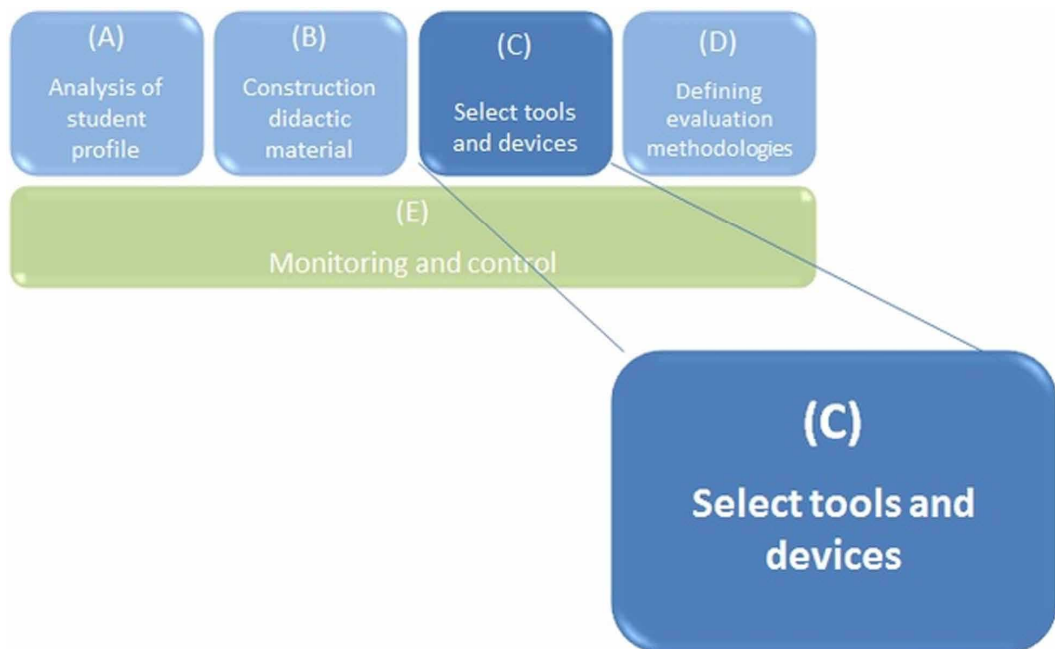 (A)
Analysis of
student
profile
(B)
Construction
didactic
material
(C)
Select tools
and devices
(D)
Defining
evaluation
methodologies
(E)
Monitoring and control
(C)
Select tools and
devices